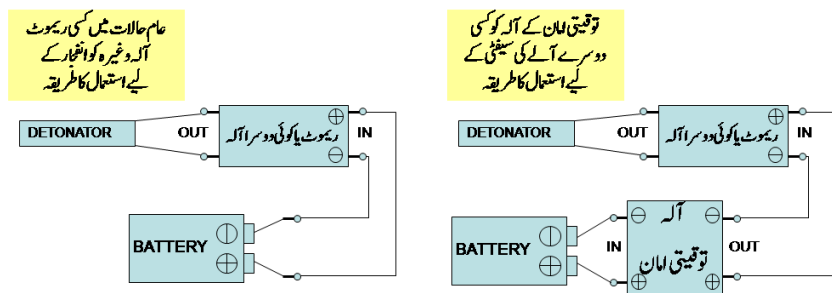 عام حالات میں کسی ریموٹ
آلہ وغیرہ کو انفجار کے
لیے استعمال کا طریقہ
DETONATOR
OUT
ریموٹ یا کوئی دوسرا آلہ
IN
BATTERY
توقیتی امان کے آلہ کو کسی
دوسرے آلے کی سیفٹی کے
لیے استعمال کا طریقہ
DETONATOR
OUT
ریموٹ یا کوئی دوسرا آلہ
IN
BATTERY
IN
آلہ
توقیتی امان
OUT